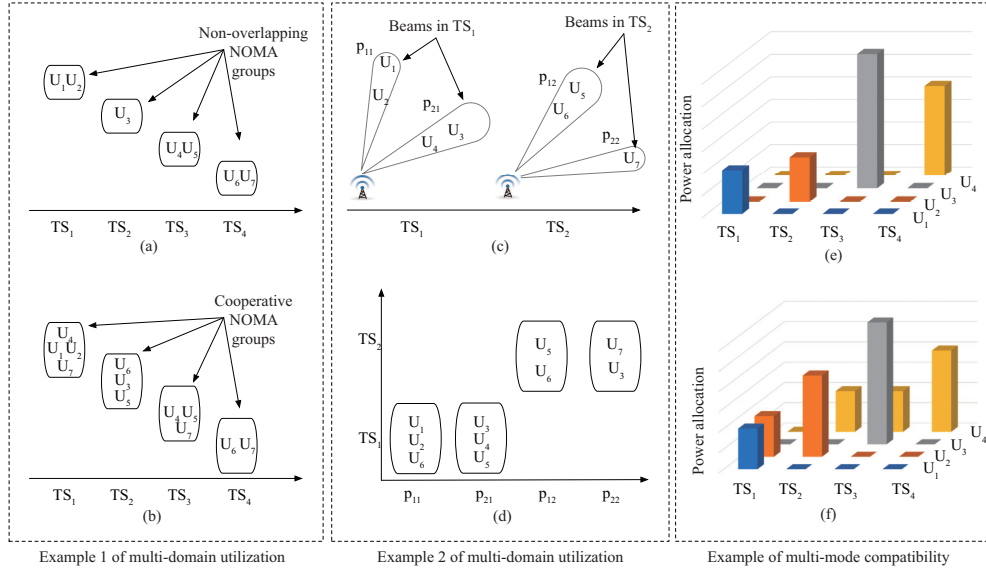 Non-overlapping
NOMA
groups
U₁U₂
U₃
U₄U₅
U₆U₇
TS₁ TS₂ TS₃ TS₄
(a)
Cooperative
NOMA
groups
U₄
U₁ U₂
U₇
U₆
U₃
U₅
U₄U₅
U₇
U₆ U₇
TS₁ TS₂ TS₃ TS₄
(b)
Example 1 of multi-domain utilization
Beams in TS₁
Beams in TS₂
p₁₁
U₁
U₂
p₂₁
U₃
U₄
p₁₂
U₅
U₆
p₂₂
U₇
TS₁ TS₂
(c)
TS₂
U₅
U₆
U₇
U₃
TS₁
U₁
U₂
U₆
U₃
U₄
U₅
p₁₁ p₂₁ p₁₂ p₂₂
(d)
Example 2 of multi-domain utilization
Power allocation
U₄
U₃
U₂
U₁
TS₁ TS₂ TS₃ TS₄
(e)
Power allocation
U₄
U₃
U₂
U₁
TS₁ TS₂ TS₃ TS₄
(f)
Example of multi-mode compatibility